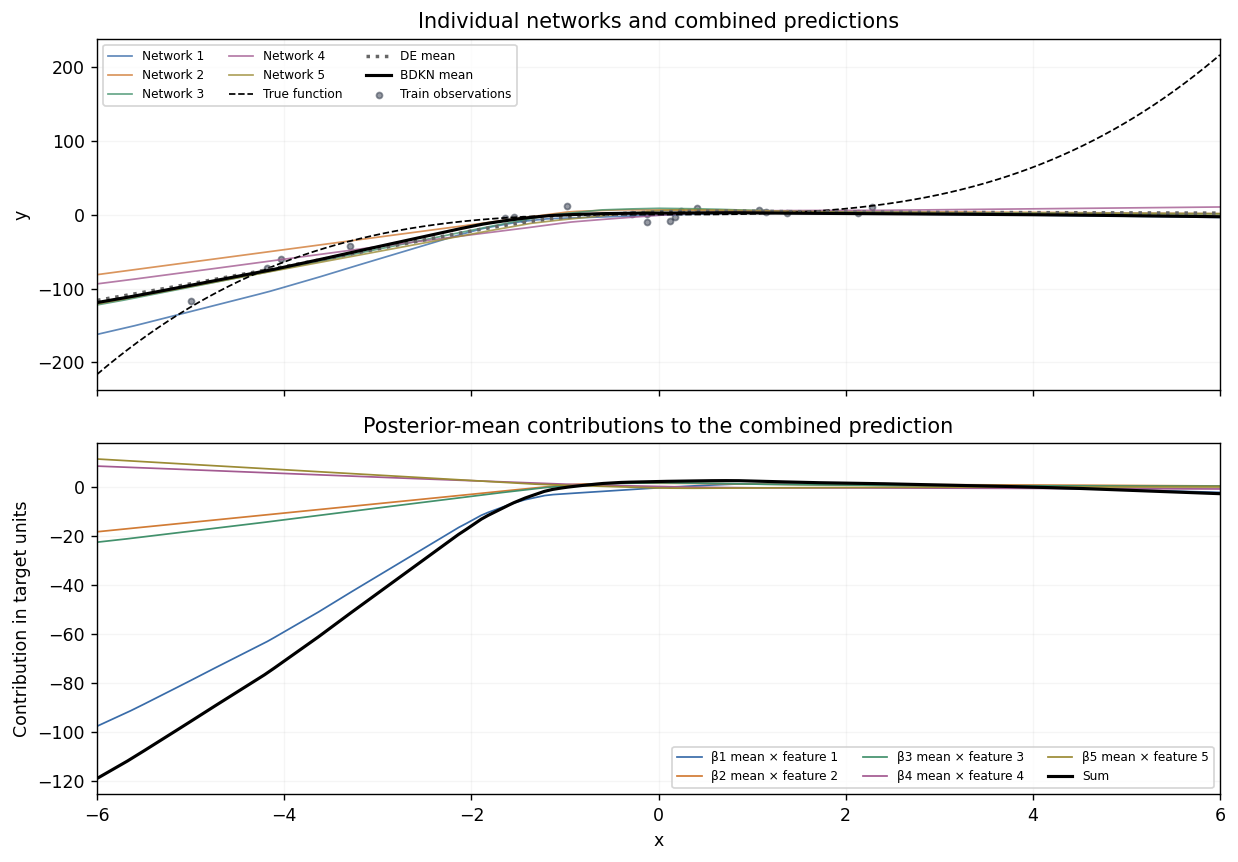 Individual networks and combined predictions
Network 1
Network 2
Network 3
Network 4
Network 5
True function
DE mean
BDKN mean
Train observations
y
200
100
0
−100
−200
Posterior-mean contributions to the combined prediction
Contribution in target units
0
−20
−40
−60
−80
−100
−120
β1 mean × feature 1
β2 mean × feature 2
β3 mean × feature 3
β4 mean × feature 4
β5 mean × feature 5
Sum
−6 −4 −2 0 2 4 6
x